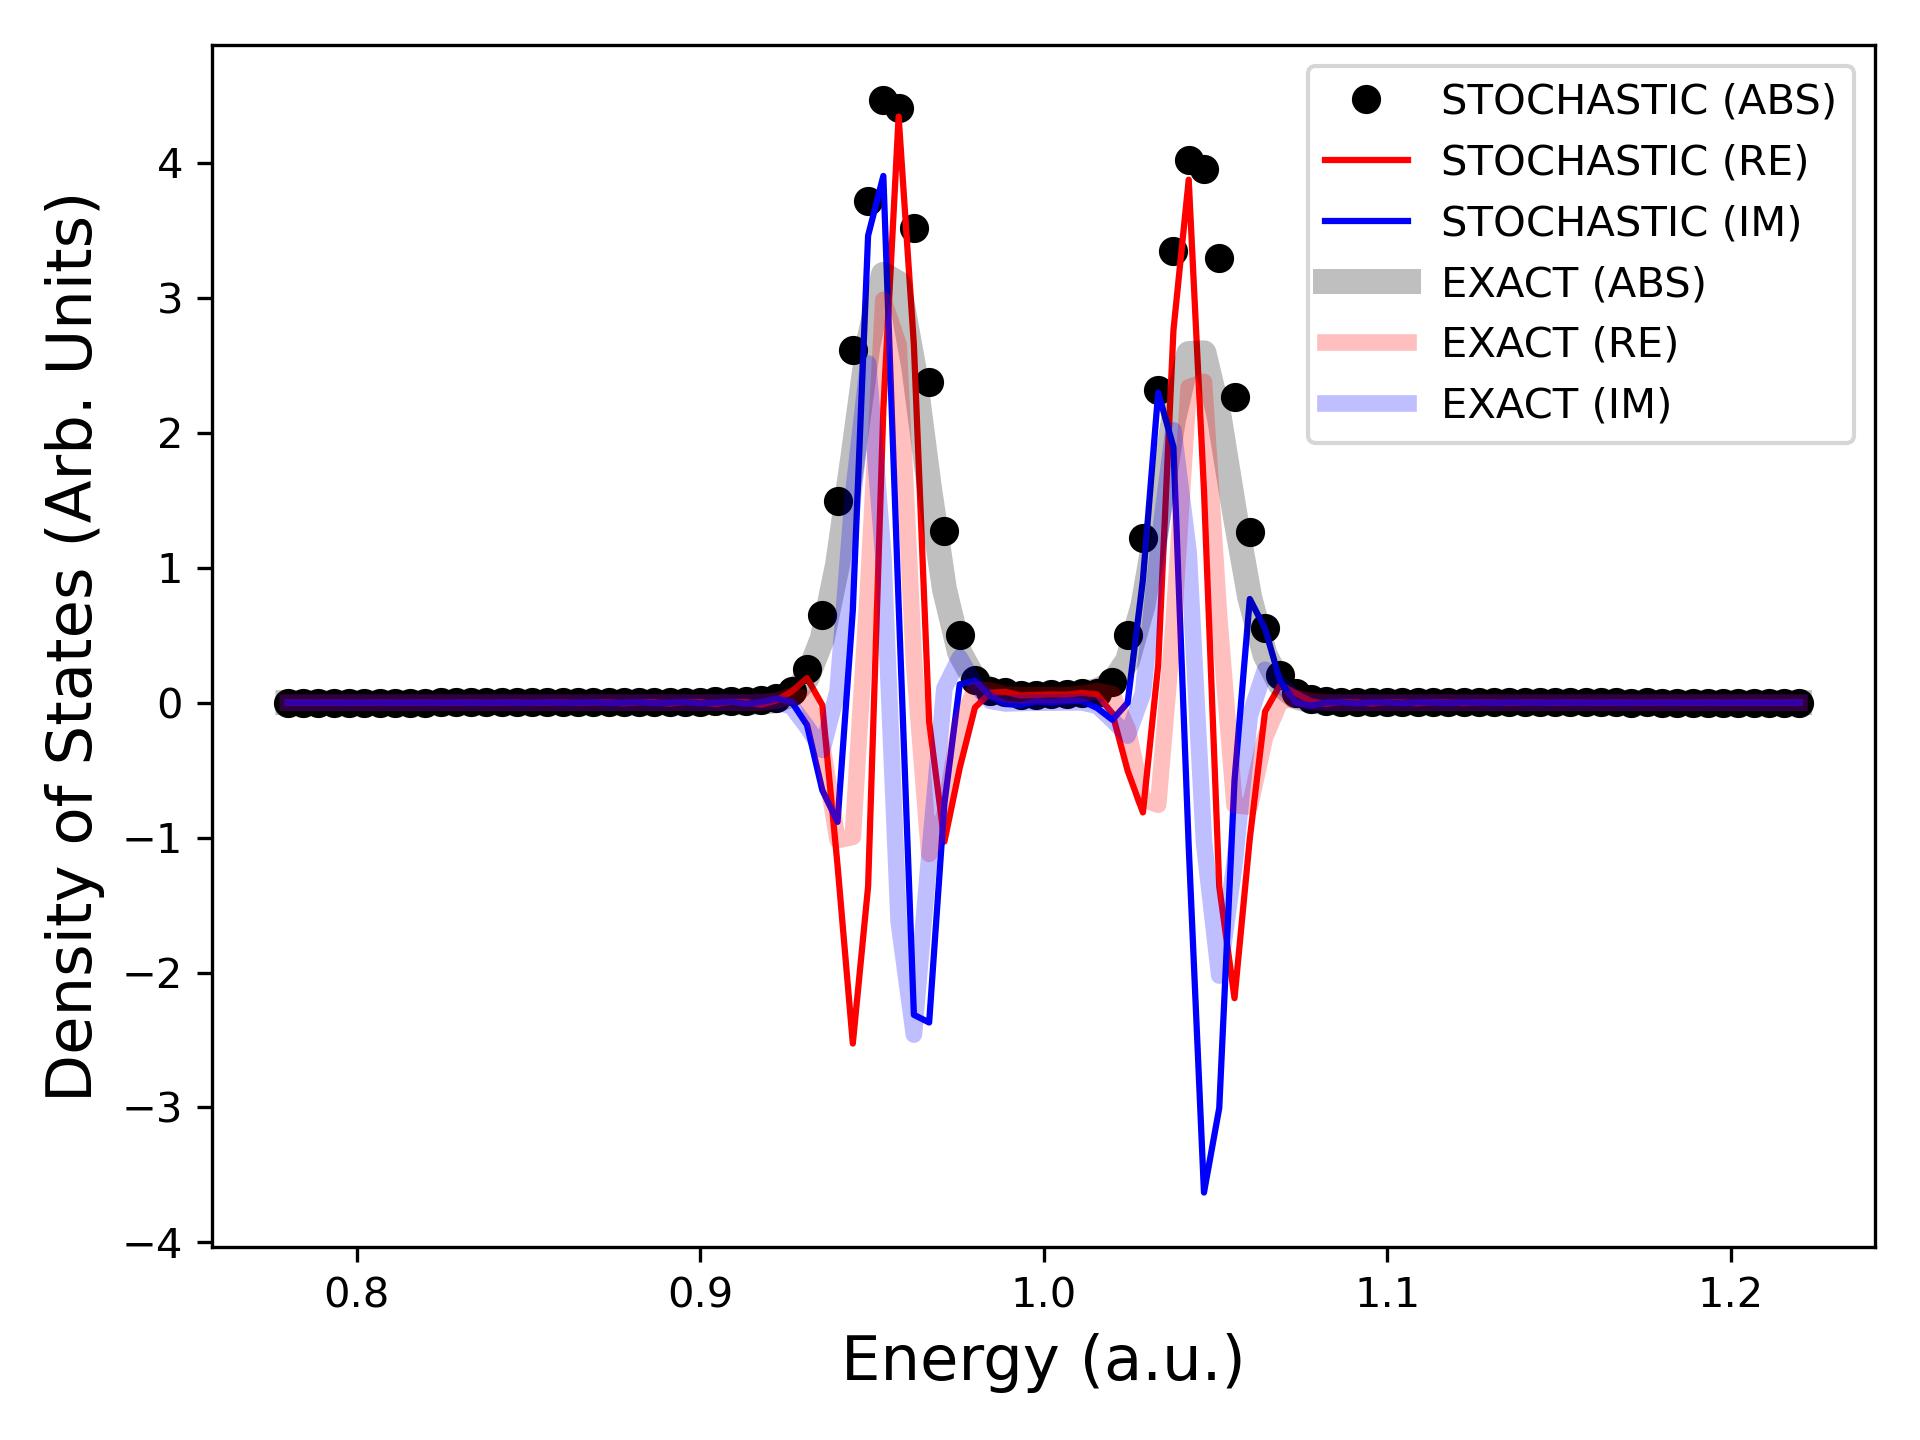 STOCHASTIC (ABS)
STOCHASTIC (RE)
STOCHASTIC (IM)
EXACT (ABS)
EXACT (RE)
EXACT (IM)
Density of States (Arb. Units)
4
3
2
1
0
−1
−2
−3
−4
0.8 0.9 1.0 1.1 1.2
Energy (a.u.)